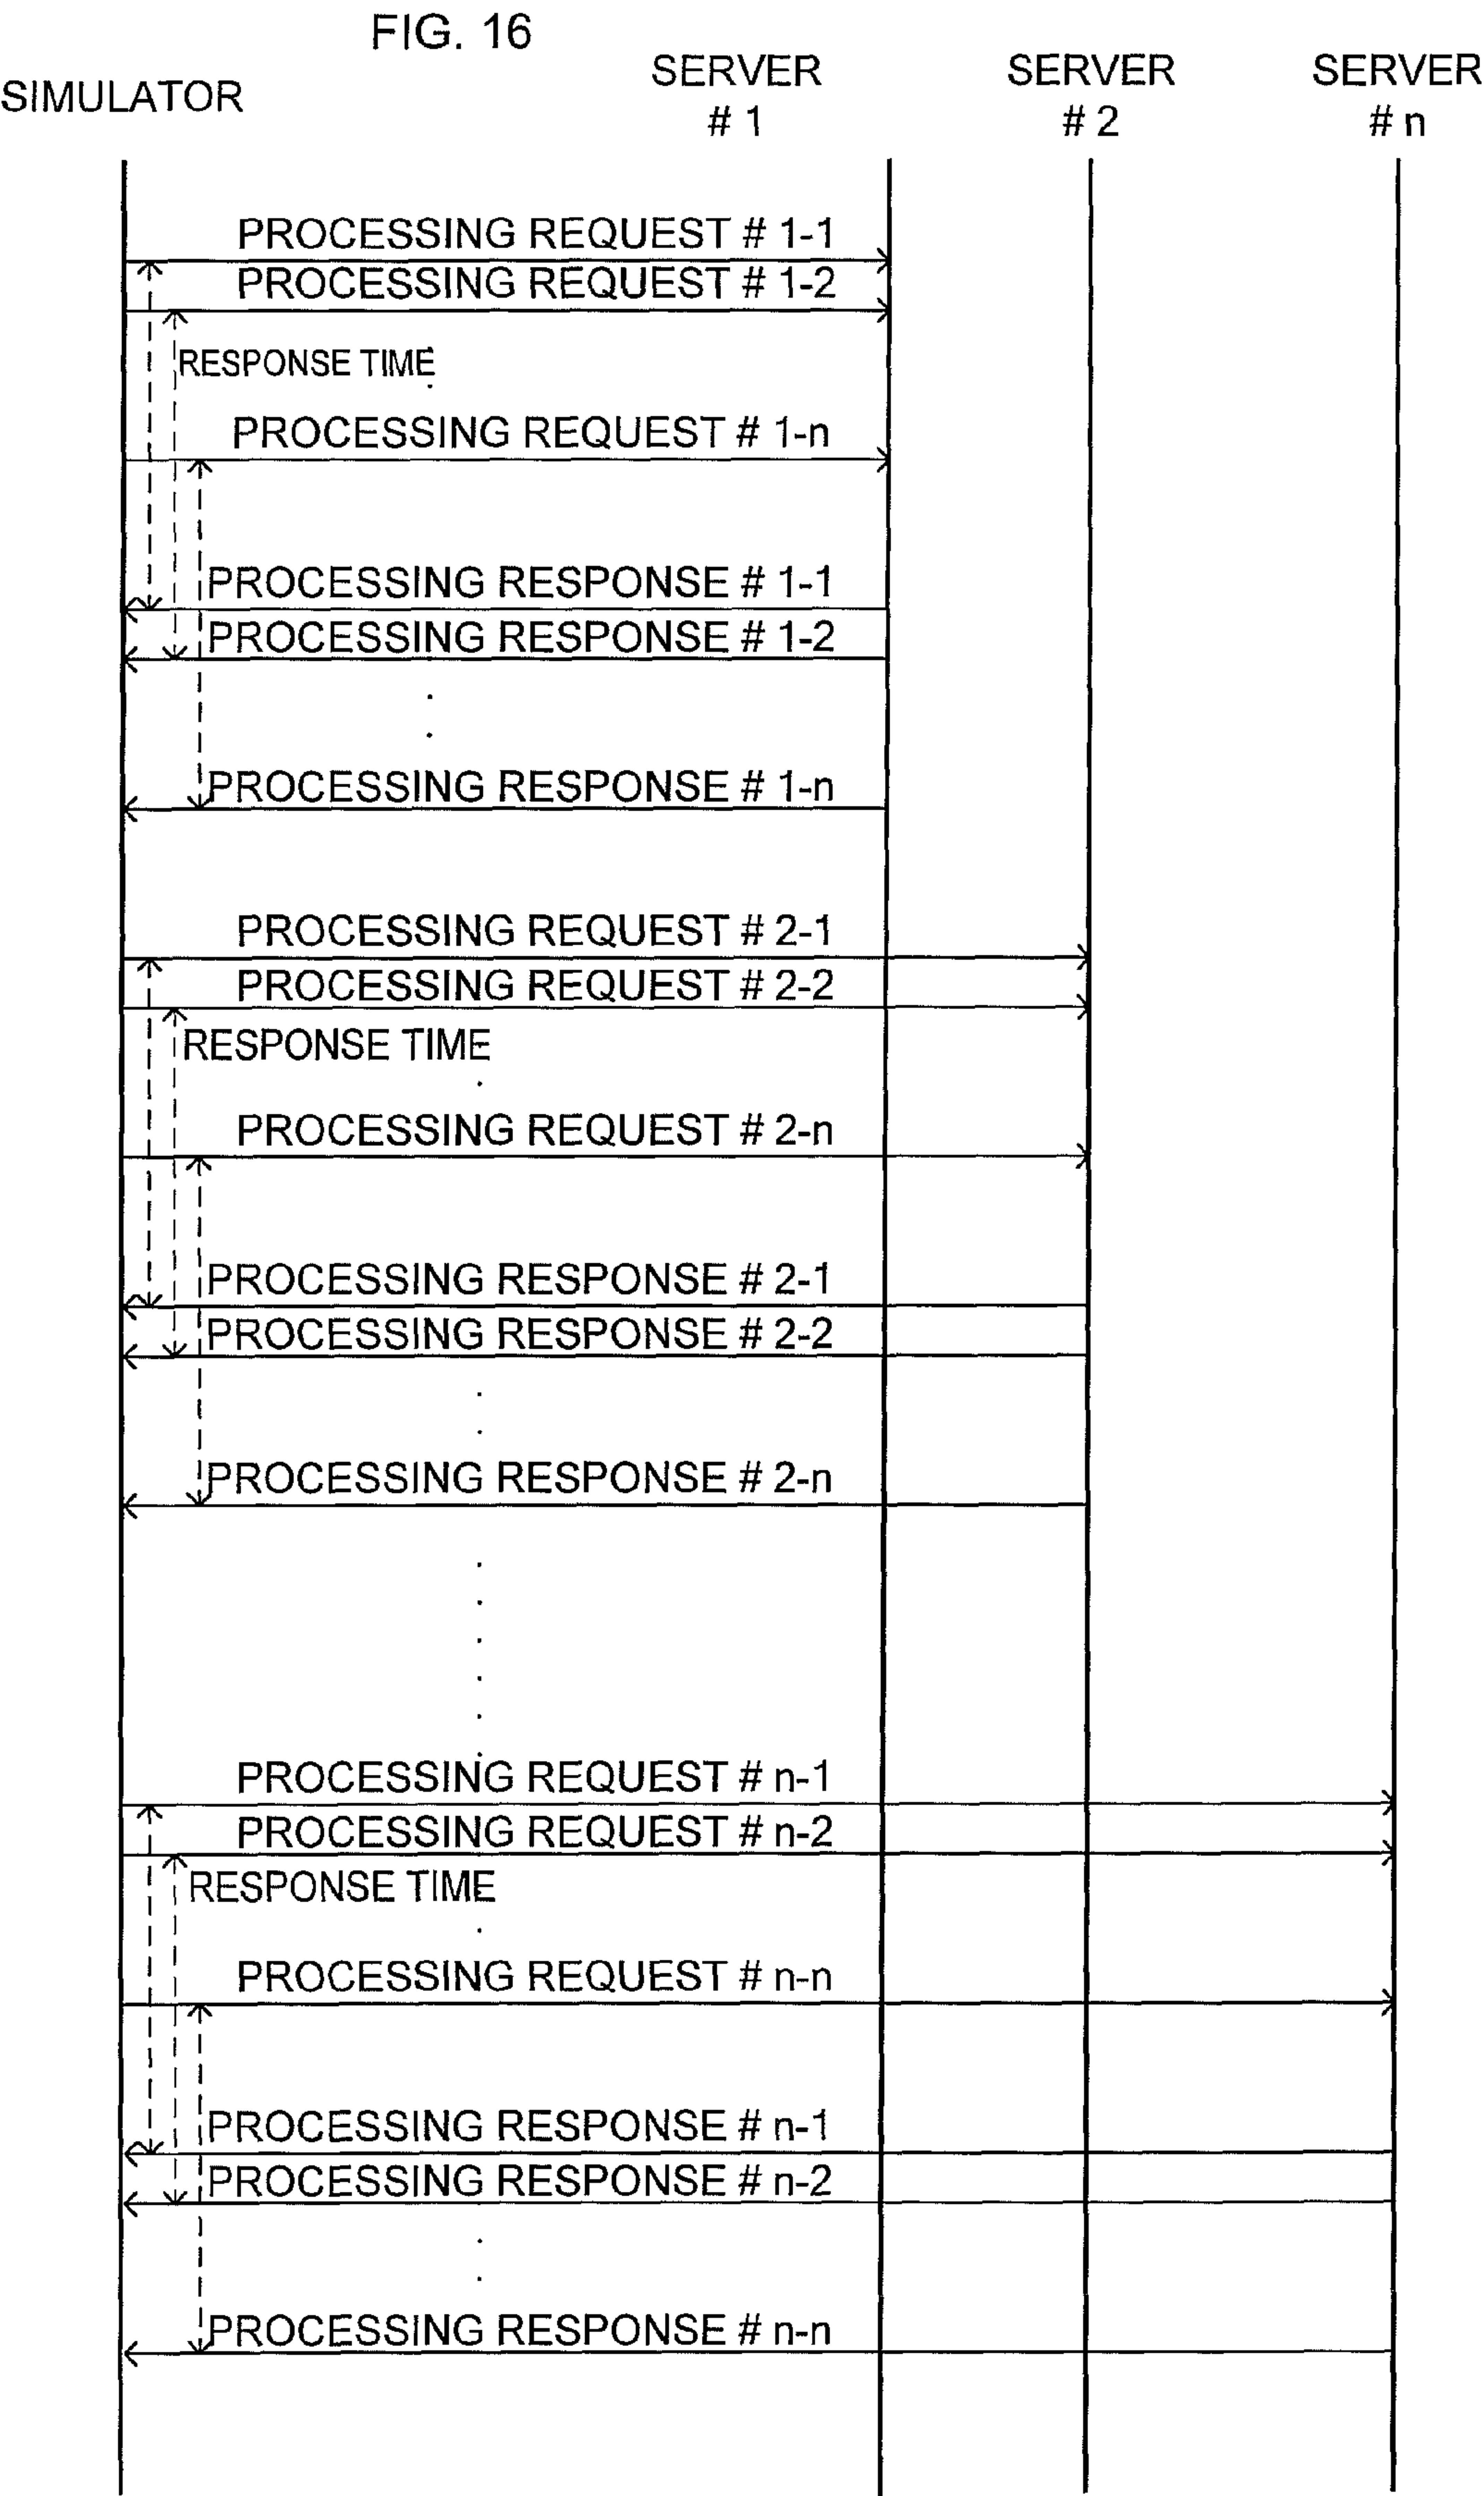 FIG. 16
SIMULATOR
SERVER
# 1
SERVER
# 2
SERVER
# n
PROCESSING REQUEST # 1-1
PROCESSING REQUEST # 1-2
RESPONSE TIME
PROCESSING REQUEST # 1-n
PROCESSING RESPONSE # 1-1
PROCESSING RESPONSE # 1-2
PROCESSING RESPONSE # 1-n
PROCESSING REQUEST # 2-1
PROCESSING REQUEST # 2-2
RESPONSE TIME
PROCESSING REQUEST # 2-n
PROCESSING RESPONSE # 2-1
PROCESSING RESPONSE # 2-2
PROCESSING RESPONSE # 2-n
PROCESSING REQUEST # n-1
PROCESSING REQUEST # n-2
RESPONSE TIME
PROCESSING REQUEST # n-n
PROCESSING RESPONSE # n-1
PROCESSING RESPONSE # n-2
PROCESSING RESPONSE # n-n